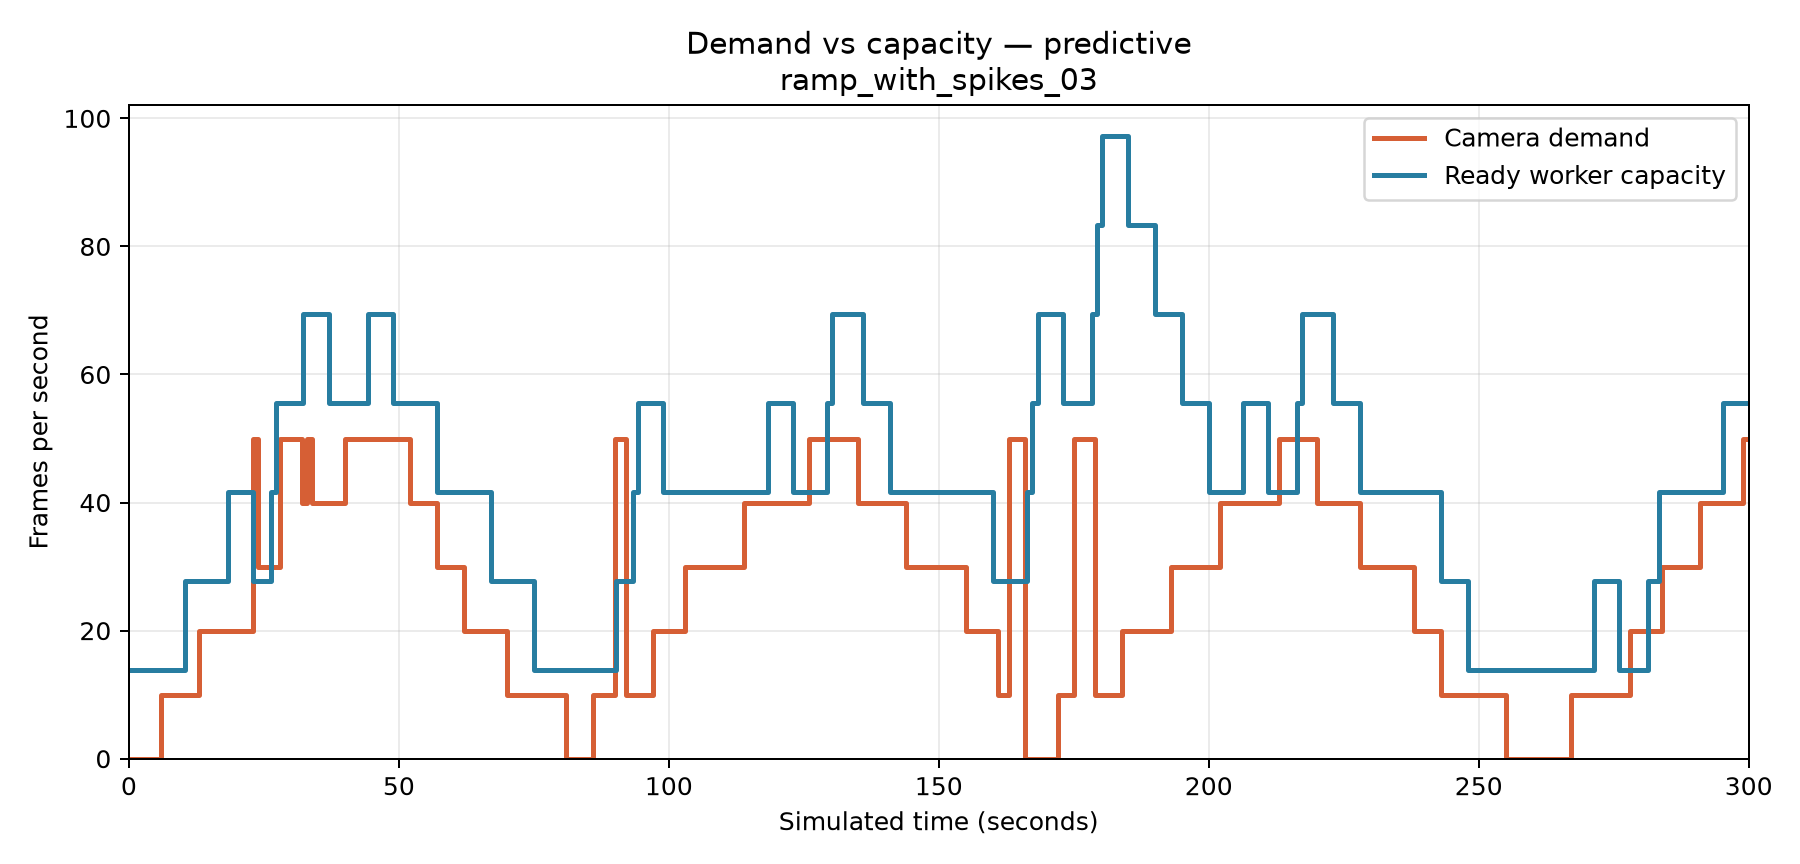 Demand vs capacity — predictive
ramp_with_spikes_03
Frames per second
100
80
60
40
20
0
Camera demand
Ready worker capacity
0 50 100 150 200 250 300
Simulated time (seconds)